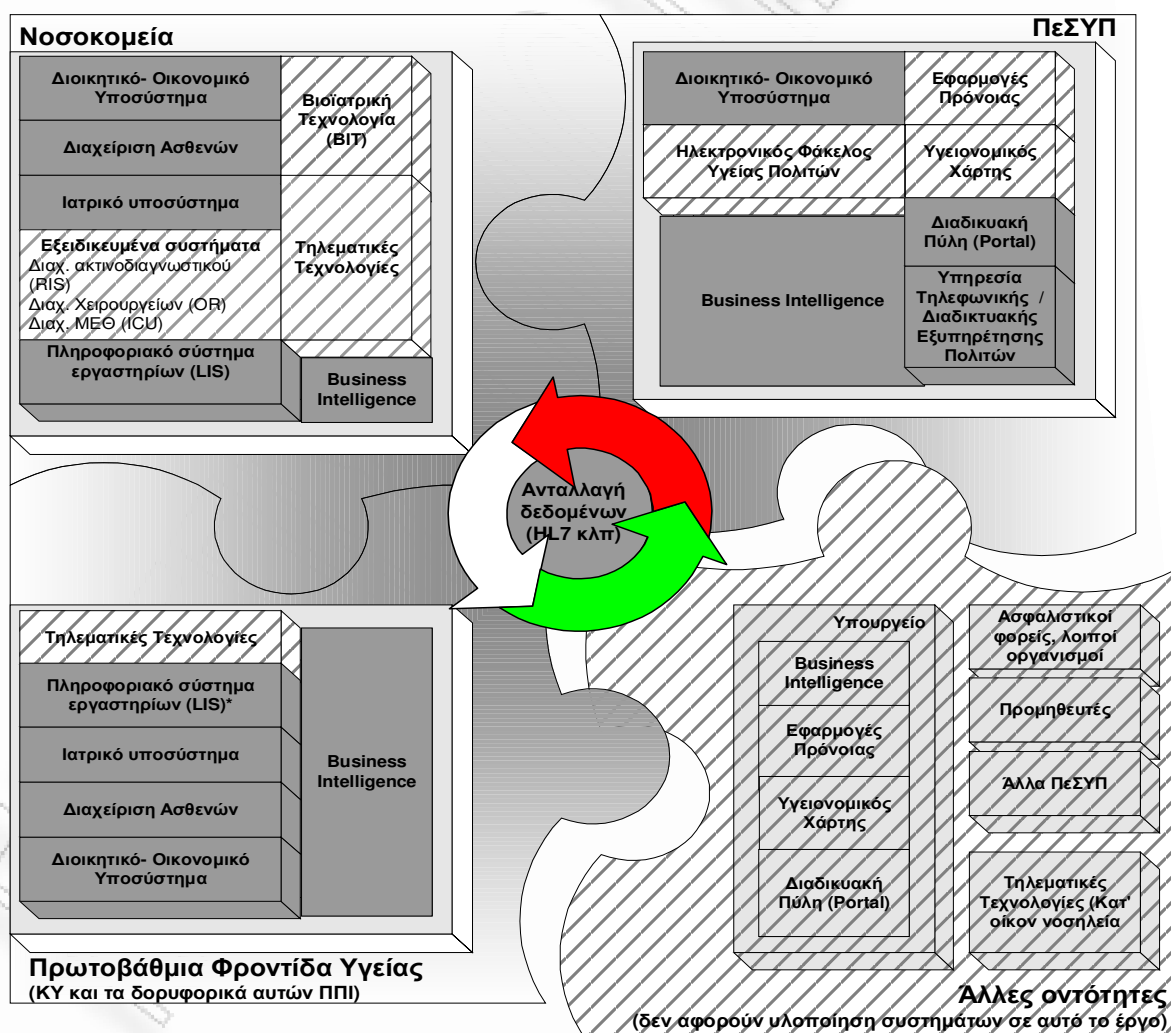 Νοσοκομεία
Διοικητικό- Οικονομικό
Υποσύστημα
Διαχείριση Ασθενών
Ιατρικό υποσύστημα
Εξειδικευμένα συστήματα
Διαχ. ακτινοδιαγνωστικού
(RIS)
Διαχ. Χειρουργείων (OR)
Διαχ. ΜΕΘ (ICU)
Πληροφοριακό σύστημα
εργαστηρίων (LIS)
Βιοϊατρική
Τεχνολογία
(ΒΙΤ)
Τηλεματικές
Τεχνολογίες
Business
Intelligence
ΠεΣΥΠ
Διοικητικό- Οικονομικό
Υποσύστημα
Εφαρμογές
Πρόνοιας
Ηλεκτρονικός Φάκελος
Υγείας Πολιτών
Υγειονομικός
Χάρτης
Business Intelligence
Διαδικυακή
Πύλη (Portal)
Υπηρεσία
Τηλεφωνικής /
Διαδικτυακής
Εξυπηρέτησης
Πολιτών
Ανταλλαγή
δεδομένων
(HL7 κλπ)
Τηλεματικές Τεχνολογίες
Πληροφοριακό σύστημα
εργαστηρίων (LIS)*
Ιατρικό υποσύστημα
Διαχείριση Ασθενών
Διοικητικό- Οικονομικό
Υποσύστημα
Business
Intelligence
Πρωτοβάθμια Φροντίδα Υγείας
(ΚΥ και τα δορυφορικά αυτών ΠΠΙ)
Υπουργείο
Business
Intelligence
Εφαρμογές
Πρόνοιας
Υγειονομικός
Χάρτης
Διαδικυακή
Πύλη (Portal)
Ασφαλιστικοί
φορείς, λοιποί
οργανισμοί
Προμηθευτές
Άλλα ΠεΣΥΠ
Τηλεματικές
Τεχνολογίες (Κατ'
οίκον νοσηλεία
Άλλες οντότητες
(δεν αφορούν υλοποίηση συστημάτων σε αυτό το έργο)